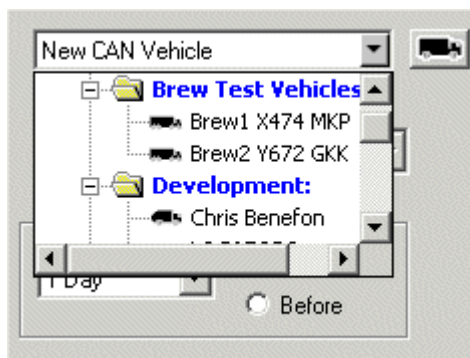 New CAN Vehicle
Brew Test Vehicles
Brew1 X474 MKP
Brew2 Y672 GKK
Development:
Chris Benefon
1 Day
Before